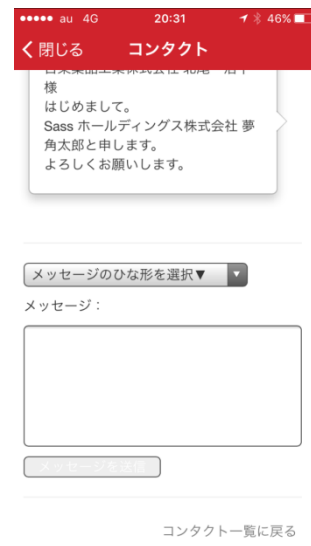 au 4G 20:31 46%
閉じる コンタクト
様
はじめまして。
Sass ホールディングス株式会社 夢
角太郎と申します。
よろしくお願いします。
メッセージのひな形を選択▼
メッセージ：
メッセージを送信
コンタクト一覧に戻る